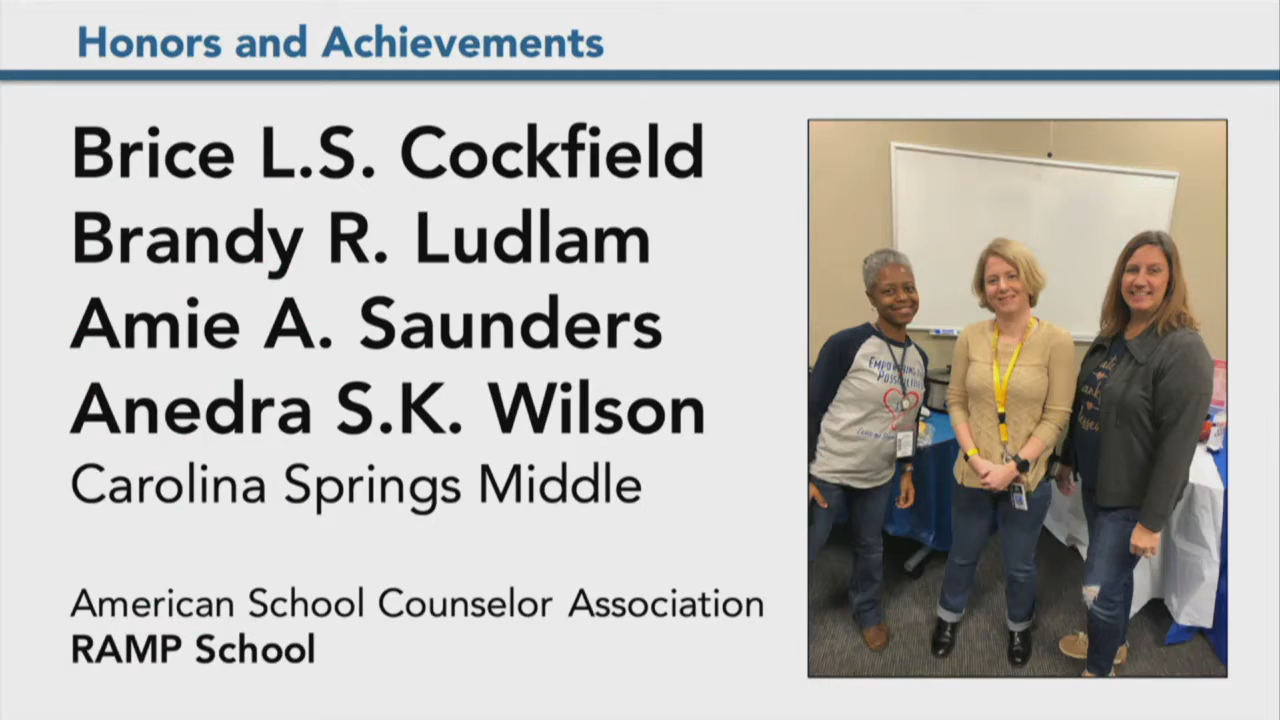 Honors and Achievements
Brice L.S. Cockfield
Brandy R. Ludlam
Amie A. Saunders
Anedra S.K. Wilson
Carolina Springs Middle
American School Counselor Association
RAMP School